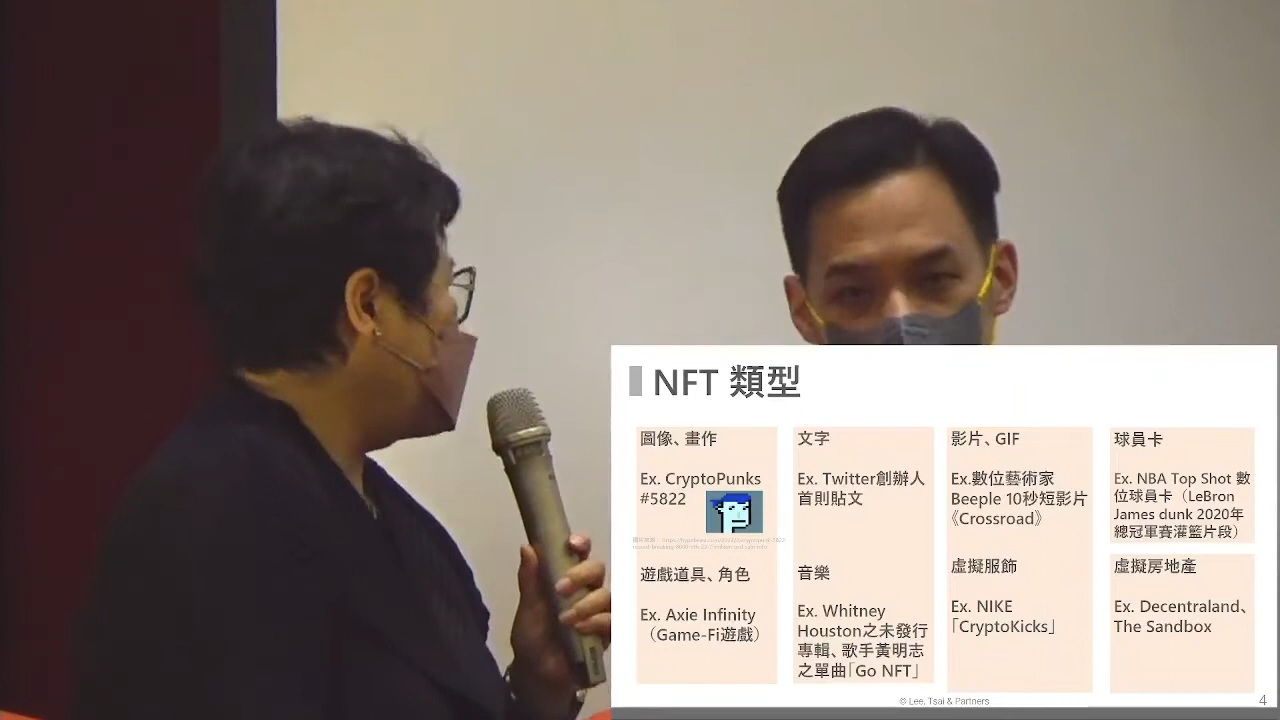 NFT 類型
圖像、畫作
Ex. CryptoPunks
#5822
文字
Ex. Twitter創辦人
首則貼文
影片、GIF
Ex.數位藝術家
Beeple 10秒短影片
《Crossroad》
球員卡
Ex. NBA Top Shot 數
位球員卡（LeBron
James dunk 2020年
總冠軍賽灌籃片段）
遊戲道具、角色
Ex. Axie Infinity
（Game-Fi遊戲）
音樂
Ex. Whitney
Houston之未發行
專輯、歌手黃明志
之單曲「Go NFT」
虛擬服飾
Ex. NIKE
「CryptoKicks」
虛擬房地產
Ex. Decentraland、
The Sandbox
© Lee, Tsai & Partners
4